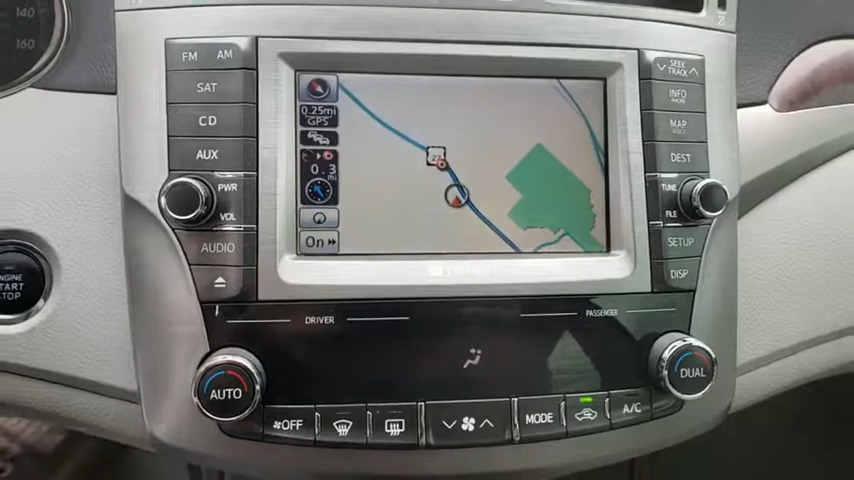 140
160
FM AM
SAT
CD
AUX
PWR
VOL
AUDIO
ENGINE
START
STOP
0.25mi
GPS
0.3
mi
On
SEEK
TRACK
INFO
PHONE
MAP
VOICE
DEST
TUNE
FILE
SETUP
DISP
DRIVER
PASSENGER
AUTO
DUAL
OFF
MODE
A/C